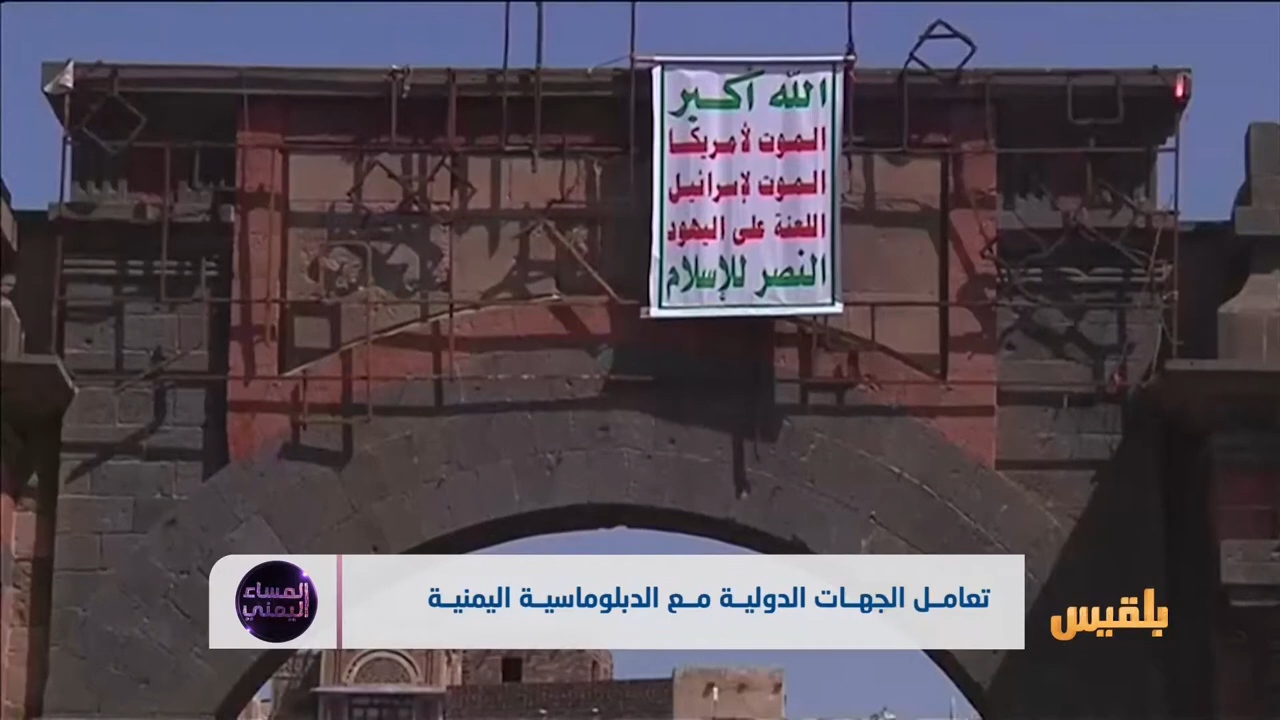 الله أكبر
الموت لأمريكا
الموت لإسرائيل
اللعنة على اليهود
النصر للإسلام
تعامل الجهات الدولية مع الدبلوماسية اليمنية
المساء
اليمني
بلقيس